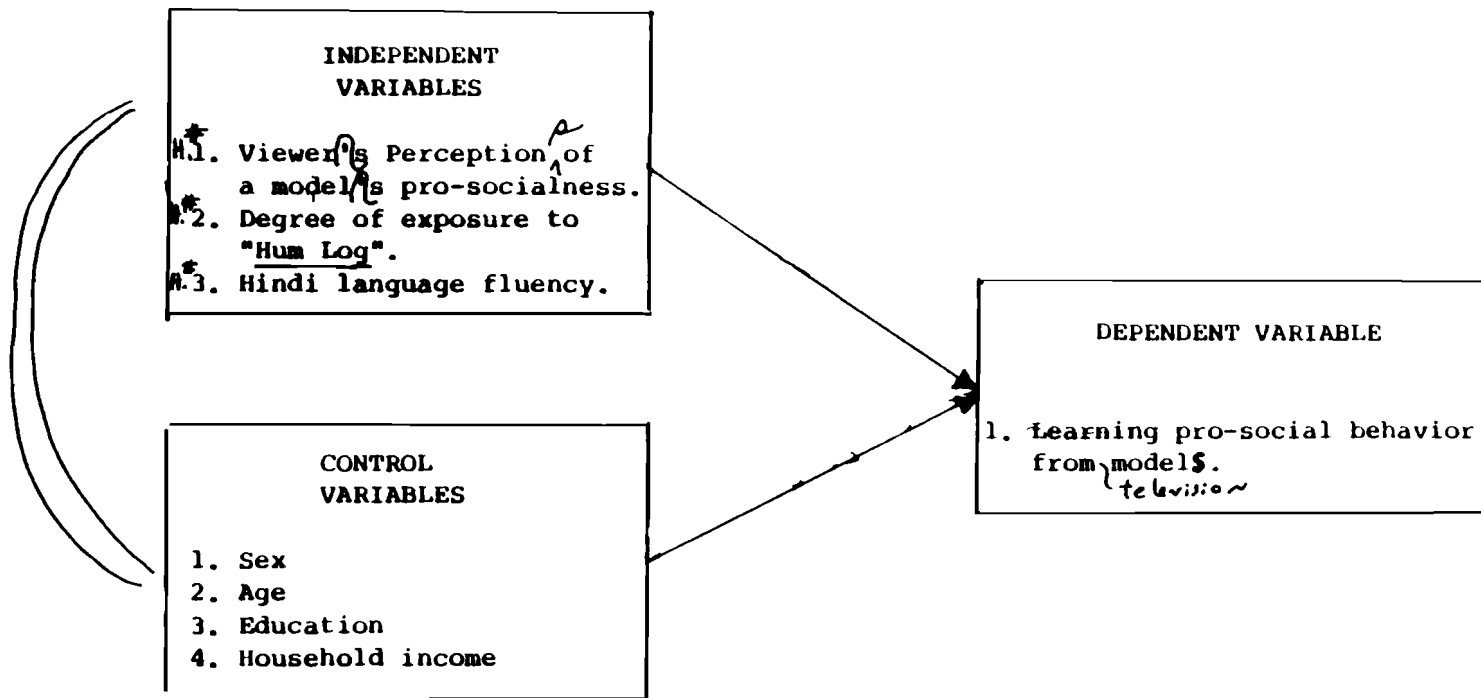 INDEPENDENT
VARIABLES
H.1. Viewer's Perception of
a model's pro-socialness.
H.2. Degree of exposure to
"Hum Log".
H.3. Hindi language fluency.
DEPENDENT VARIABLE
1. Learning pro-social behavior
from models.
television
CONTROL
VARIABLES
1. Sex
2. Age
3. Education
4. Household income